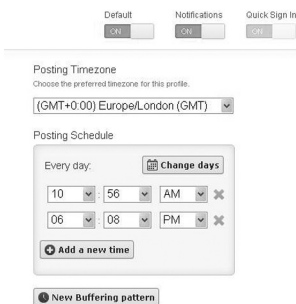 Default Notifications Quick Sign In
ON ON ON
Posting Timezone
Choose the preferred timezone for this profile.
(GMT+0:00) Europe/London (GMT)
Posting Schedule
Every day: Change days
10 : 56 AM
06 : 08 PM
Add a new time
New Buffering pattern